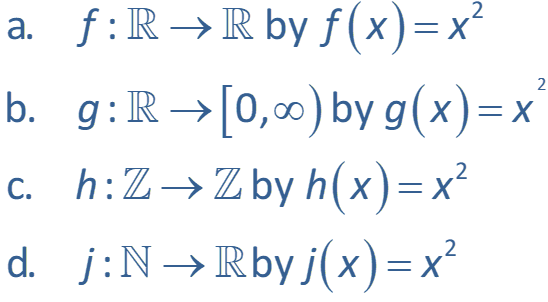 a. f : ℝ → ℝ by f(x) = x²
b. g : ℝ → [0,∞) by g(x) = x²
c. h : ℤ → ℤ by h(x) = x²
d. j : ℕ → ℝ by j(x) = x²